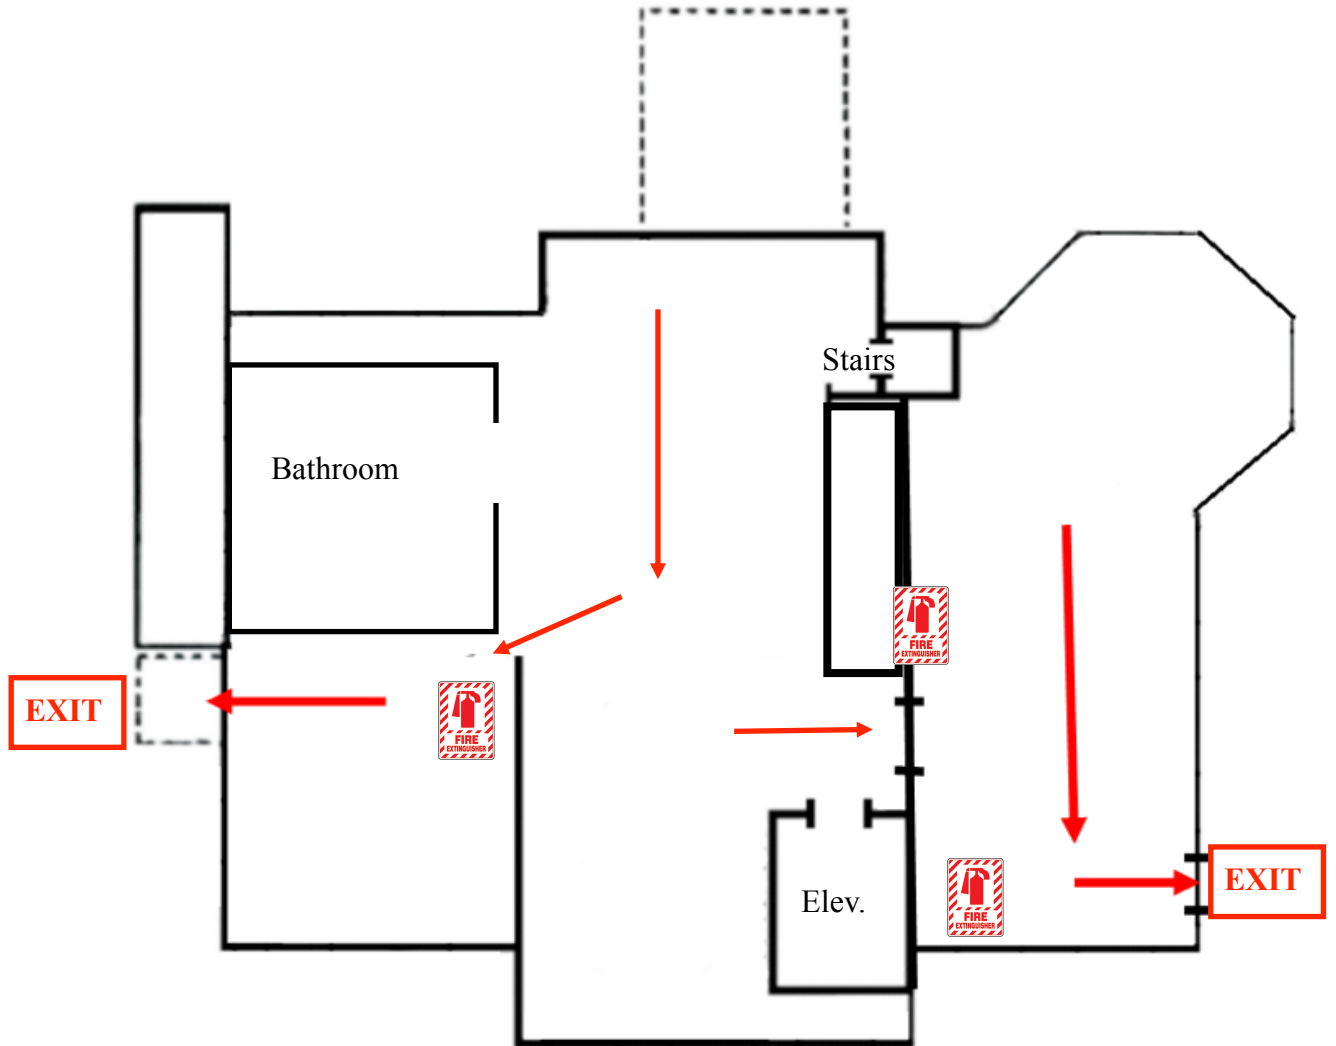 Stairs
Bathroom
FIRE
EXTINGUISHER
EXIT
FIRE
EXTINGUISHER
Elev.
FIRE
EXTINGUISHER
EXIT